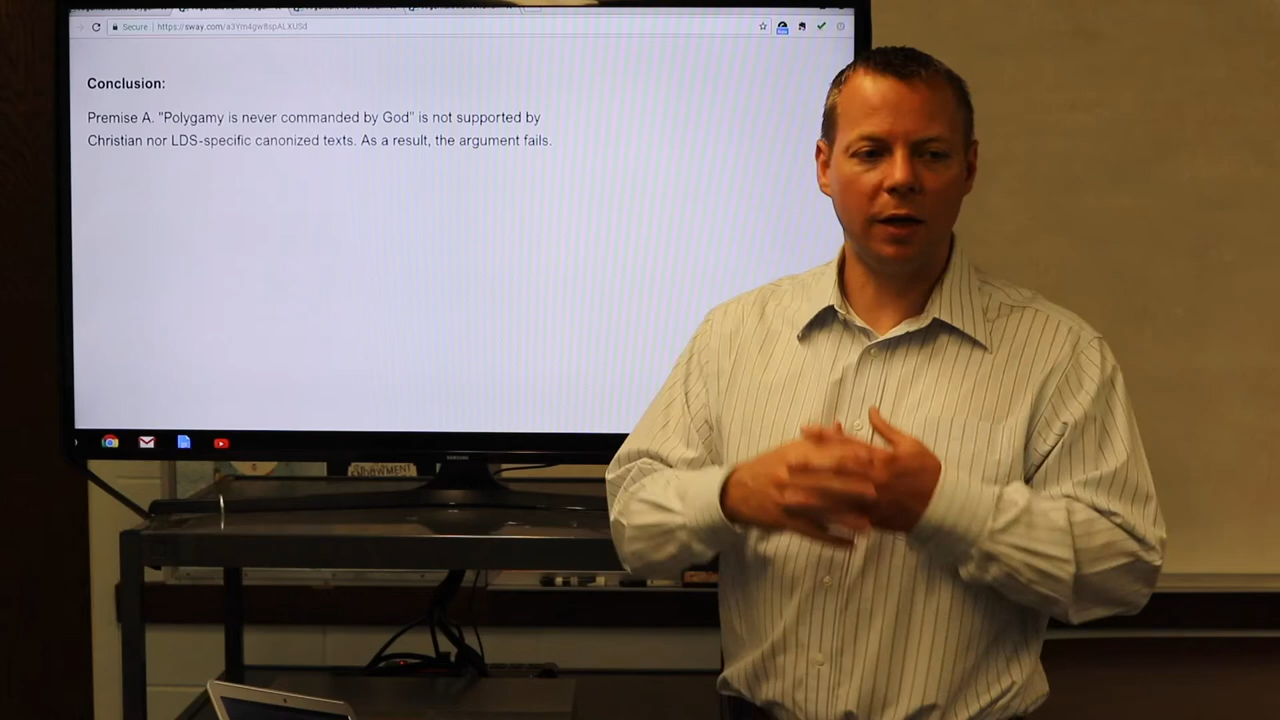 Secure https://sway.com/a3Ym4gw8spALXUSd
Conclusion:
Premise A. "Polygamy is never commanded by God" is not supported by
Christian nor LDS-specific canonized texts. As a result, the argument fails.
SAMSUNG